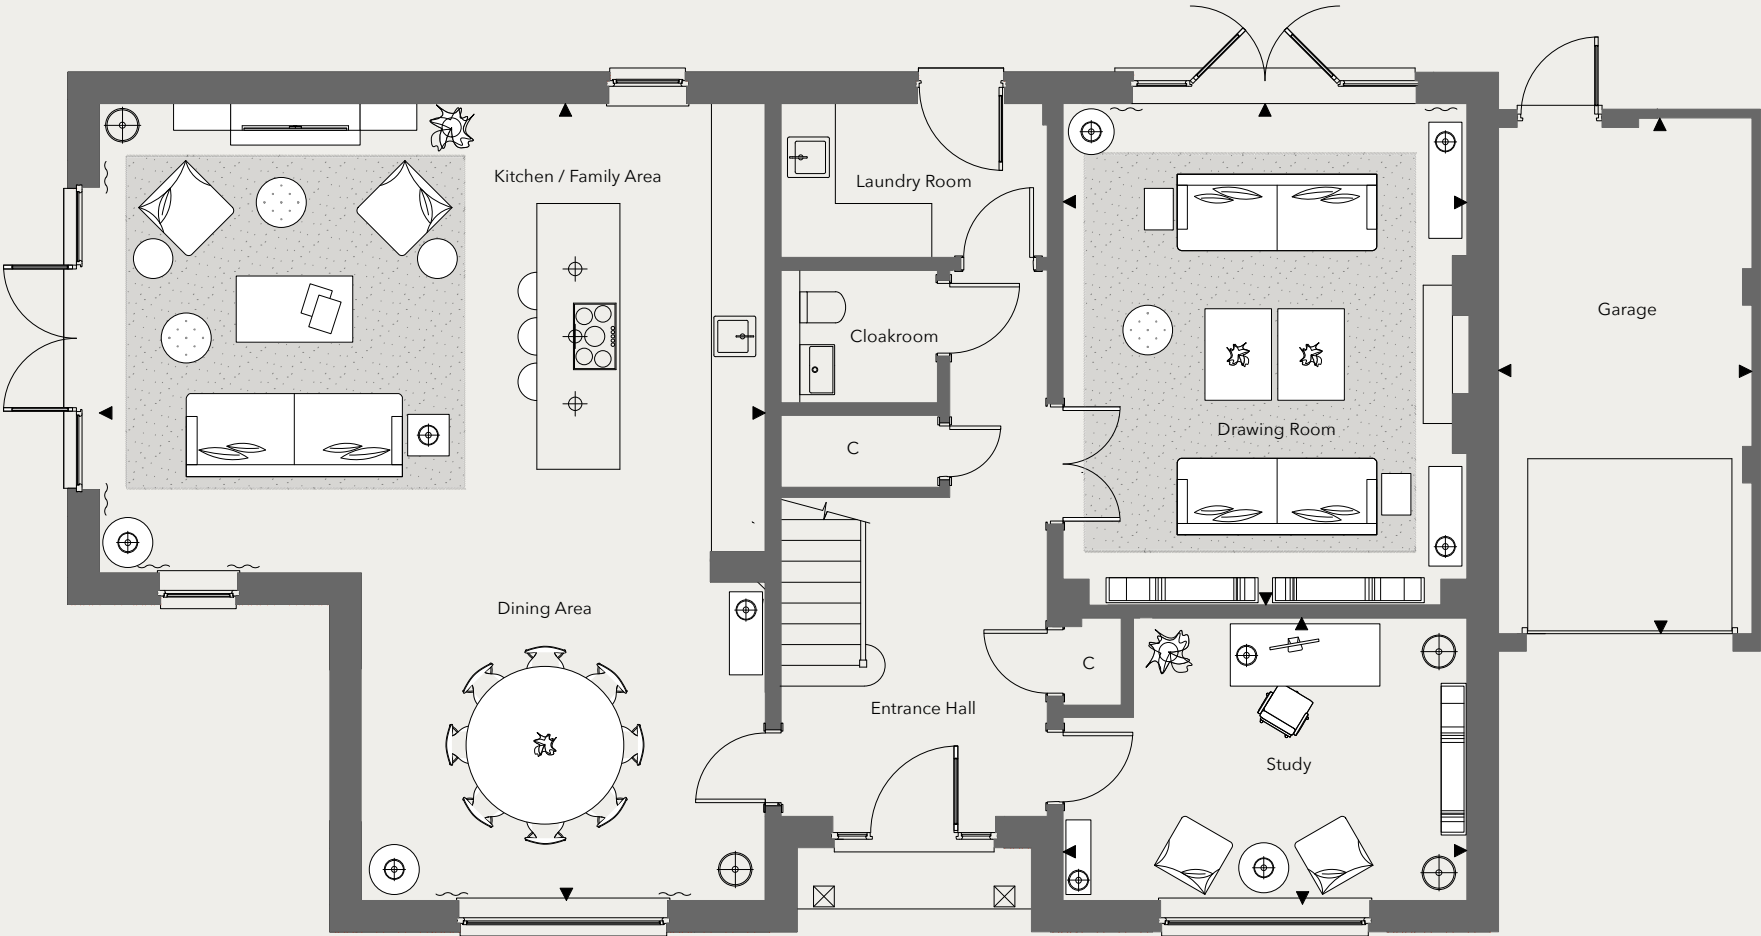 Kitchen / Family Area
Laundry Room
Garage
Cloakroom
Drawing Room
C
Dining Area
C
Entrance Hall
Study